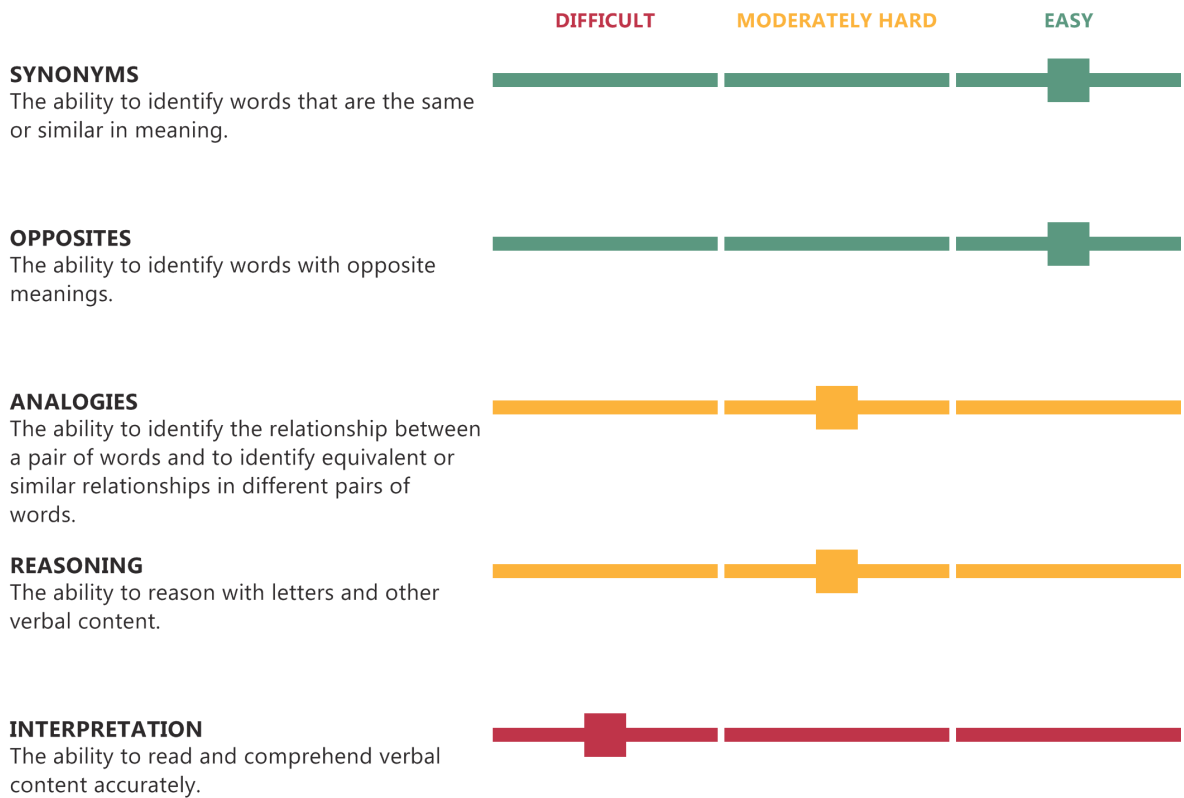 DIFFICULT MODERATELY HARD EASY
SYNONYMS
The ability to identify words that are the same
or similar in meaning.
OPPOSITES
The ability to identify words with opposite
meanings.
ANALOGIES
The ability to identify the relationship between
a pair of words and to identify equivalent or
similar relationships in different pairs of
words.
REASONING
The ability to reason with letters and other
verbal content.
INTERPRETATION
The ability to read and comprehend verbal
content accurately.